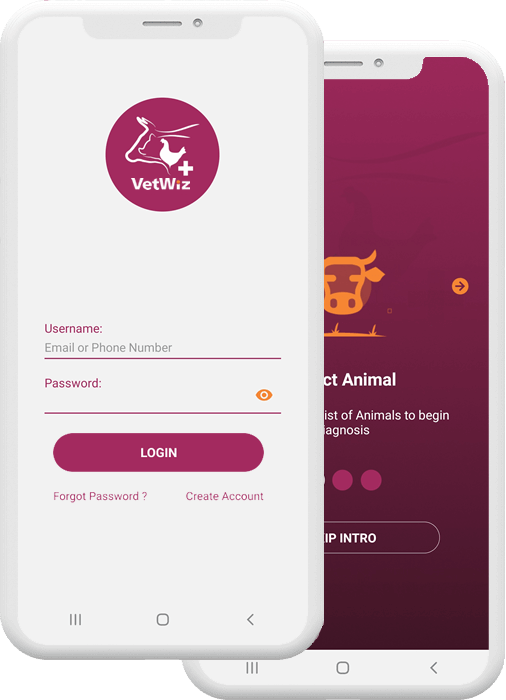 VetWiz
Username:
Email or Phone Number
Password:
LOGIN
Forgot Password ?
Create Account
ct Animal
ist of Animals to begin
iagnosis
IP INTRO